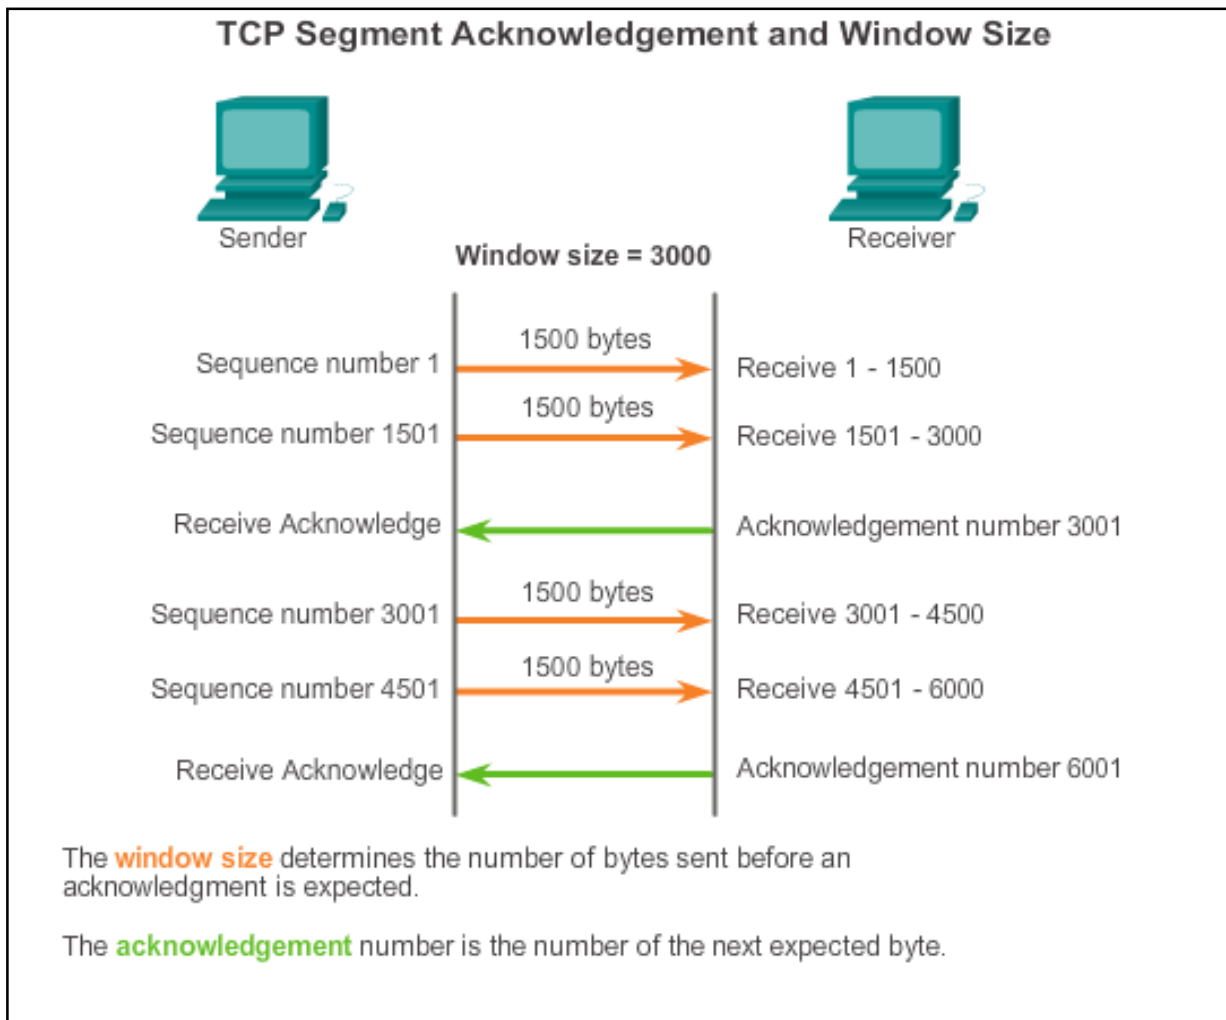 TCP Segment Acknowledgement and Window Size
Sender
Receiver
Window size = 3000
1500 bytes
Sequence number 1
Receive 1 - 1500
1500 bytes
Sequence number 1501
Receive 1501 - 3000
Receive Acknowledge
Acknowledgement number 3001
1500 bytes
Sequence number 3001
Receive 3001 - 4500
1500 bytes
Sequence number 4501
Receive 4501 - 6000
Receive Acknowledge
Acknowledgement number 6001
The window size determines the number of bytes sent before an
acknowledgment is expected.
The acknowledgement number is the number of the next expected byte.